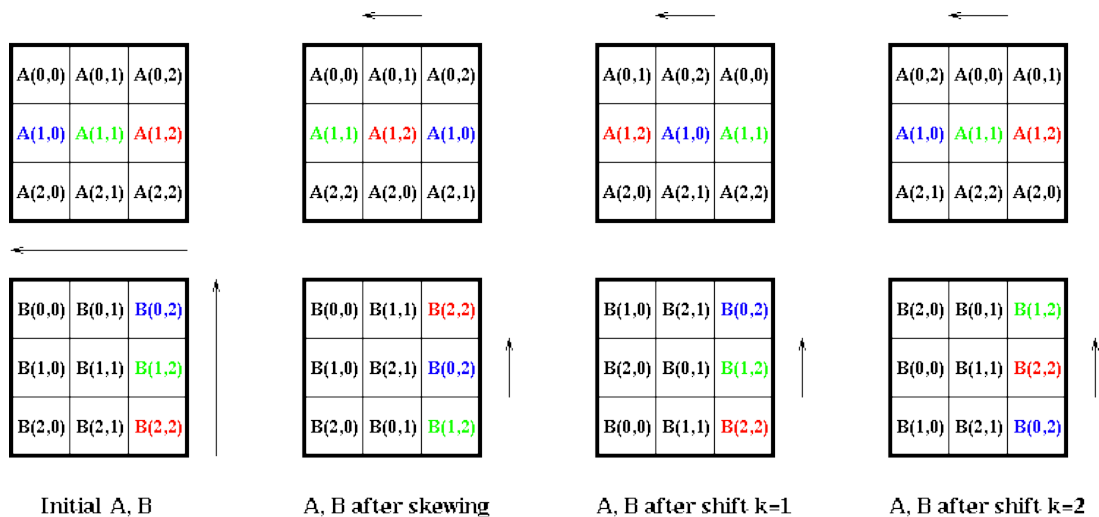 A(0,0) A(0,1) A(0,2)
A(1,0) A(1,1) A(1,2)
A(2,0) A(2,1) A(2,2)
B(0,0) B(0,1) B(0,2)
B(1,0) B(1,1) B(1,2)
B(2,0) B(2,1) B(2,2)
Initial A, B
A(0,0) A(0,1) A(0,2)
A(1,1) A(1,2) A(1,0)
A(2,2) A(2,0) A(2,1)
B(0,0) B(1,1) B(2,2)
B(1,0) B(2,1) B(0,2)
B(2,0) B(0,1) B(1,2)
A, B after skewing
A(0,1) A(0,2) A(0,0)
A(1,2) A(1,0) A(1,1)
A(2,0) A(2,1) A(2,2)
B(1,0) B(2,1) B(0,2)
B(2,0) B(0,1) B(1,2)
B(0,0) B(1,1) B(2,2)
A, B after shift k=1
A(0,2) A(0,0) A(0,1)
A(1,0) A(1,1) A(1,2)
A(2,1) A(2,2) A(2,0)
B(2,0) B(0,1) B(1,2)
B(0,0) B(1,1) B(2,2)
B(1,0) B(2,1) B(0,2)
A, B after shift k=2